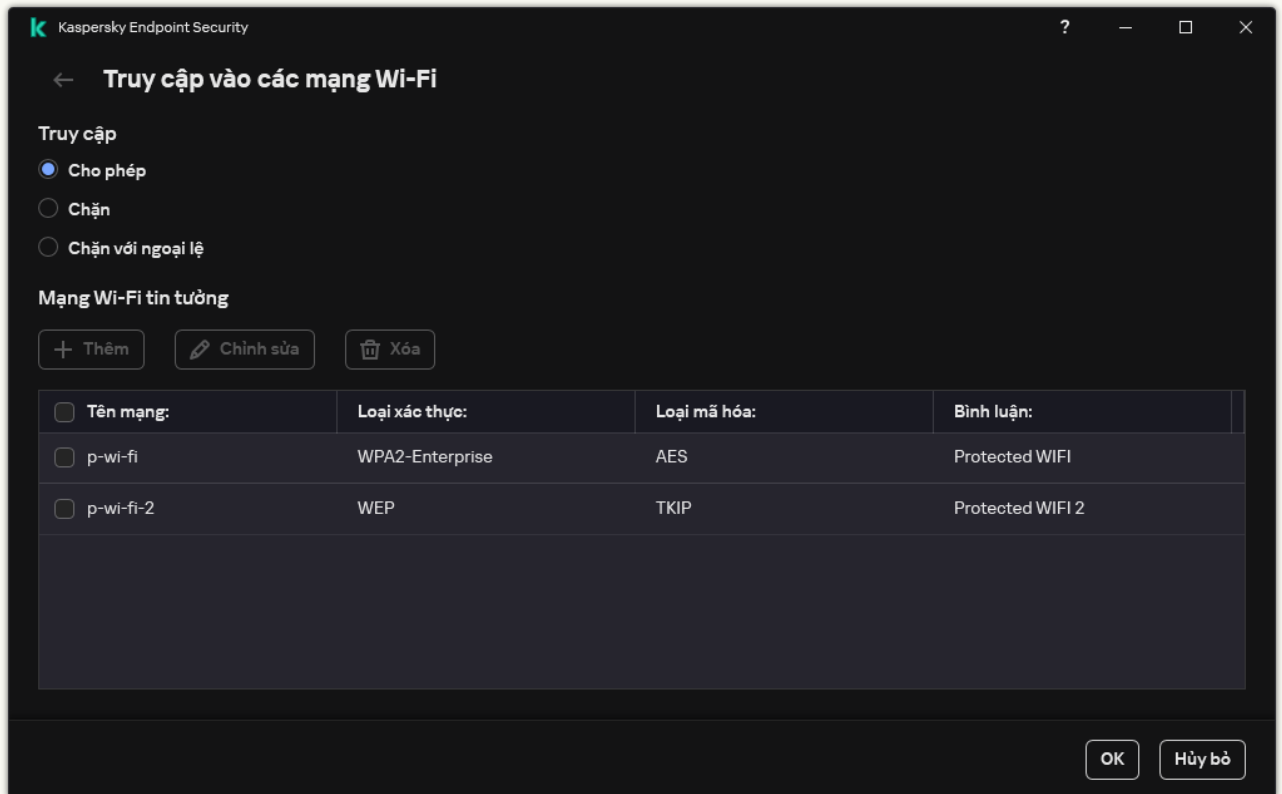 Kaspersky Endpoint Security ?
Truy cập vào các mạng Wi-Fi
Truy cập
Cho phép
Chặn
Chặn với ngoại lệ
Mạng Wi-Fi tin tưởng
Thêm Chỉnh sửa Xóa
Tên mạng: Loại xác thực: Loại mã hóa: Bình luận:
p-wi-fi WPA2-Enterprise AES Protected WIFI
p-wi-fi-2 WEP TKIP Protected WIFI 2
OK Hủy bỏ